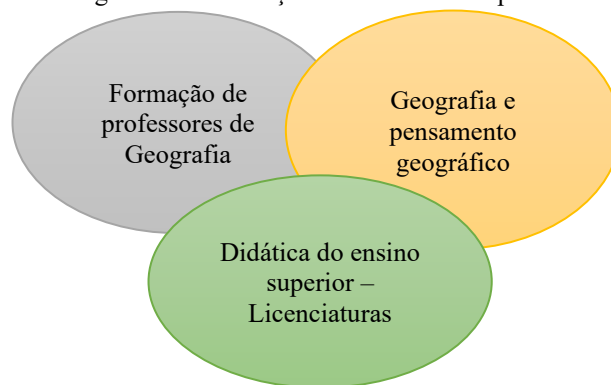 Formação de
professores de
Geografia
Geografia e
pensamento
geográfico
Didática do ensino
superior –
Licenciaturas